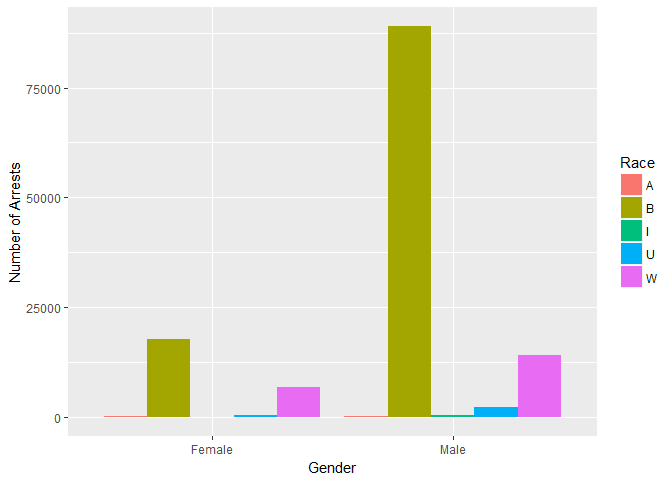 Number of Arrests
75000
50000
25000
0
Female
Male
Gender
Race
A
B
I
U
W